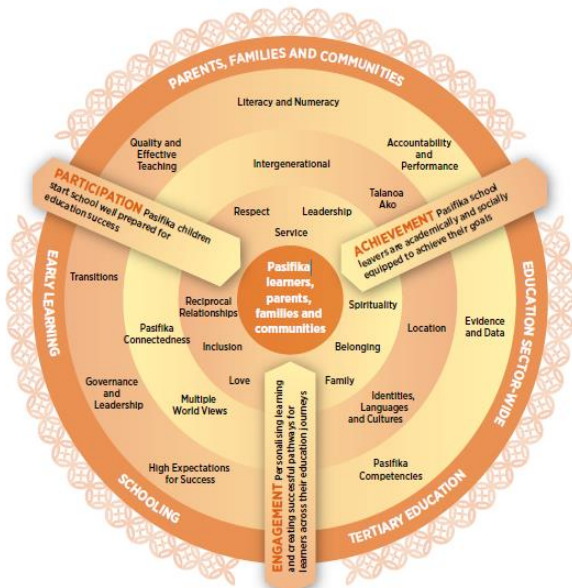 PARENTS, FAMILIES AND COMMUNITIES
Literacy and Numeracy
Quality and
Effective
Teaching
Accountability
and
Performance
Intergenerational
PARTICIPATION Pasifika children
start school well prepared for
education success
Talanoa
Ako
ACHIEVEMENT Pasifika school
leavers are academically and socially
equipped to achieve their goals
Respect
Leadership
Service
EARLY LEARNING
EDUCATION SECTOR-WIDE
Transitions
Pasifika
learners,
parents,
families and
communities
Reciprocal
Relationships
Spirituality
Pasifika
Connectedness
Location
Evidence
and Data
Inclusion
Belonging
Governance
and
Leadership
Love
Family
Multiple
World Views
Identities,
Languages
and Cultures
High Expectations
for Success
Pasifika
Competencies
ENGAGEMENT Personalising learning
and creating successful pathways for
learners across their education journeys
SCHOOLING
TERTIARY EDUCATION